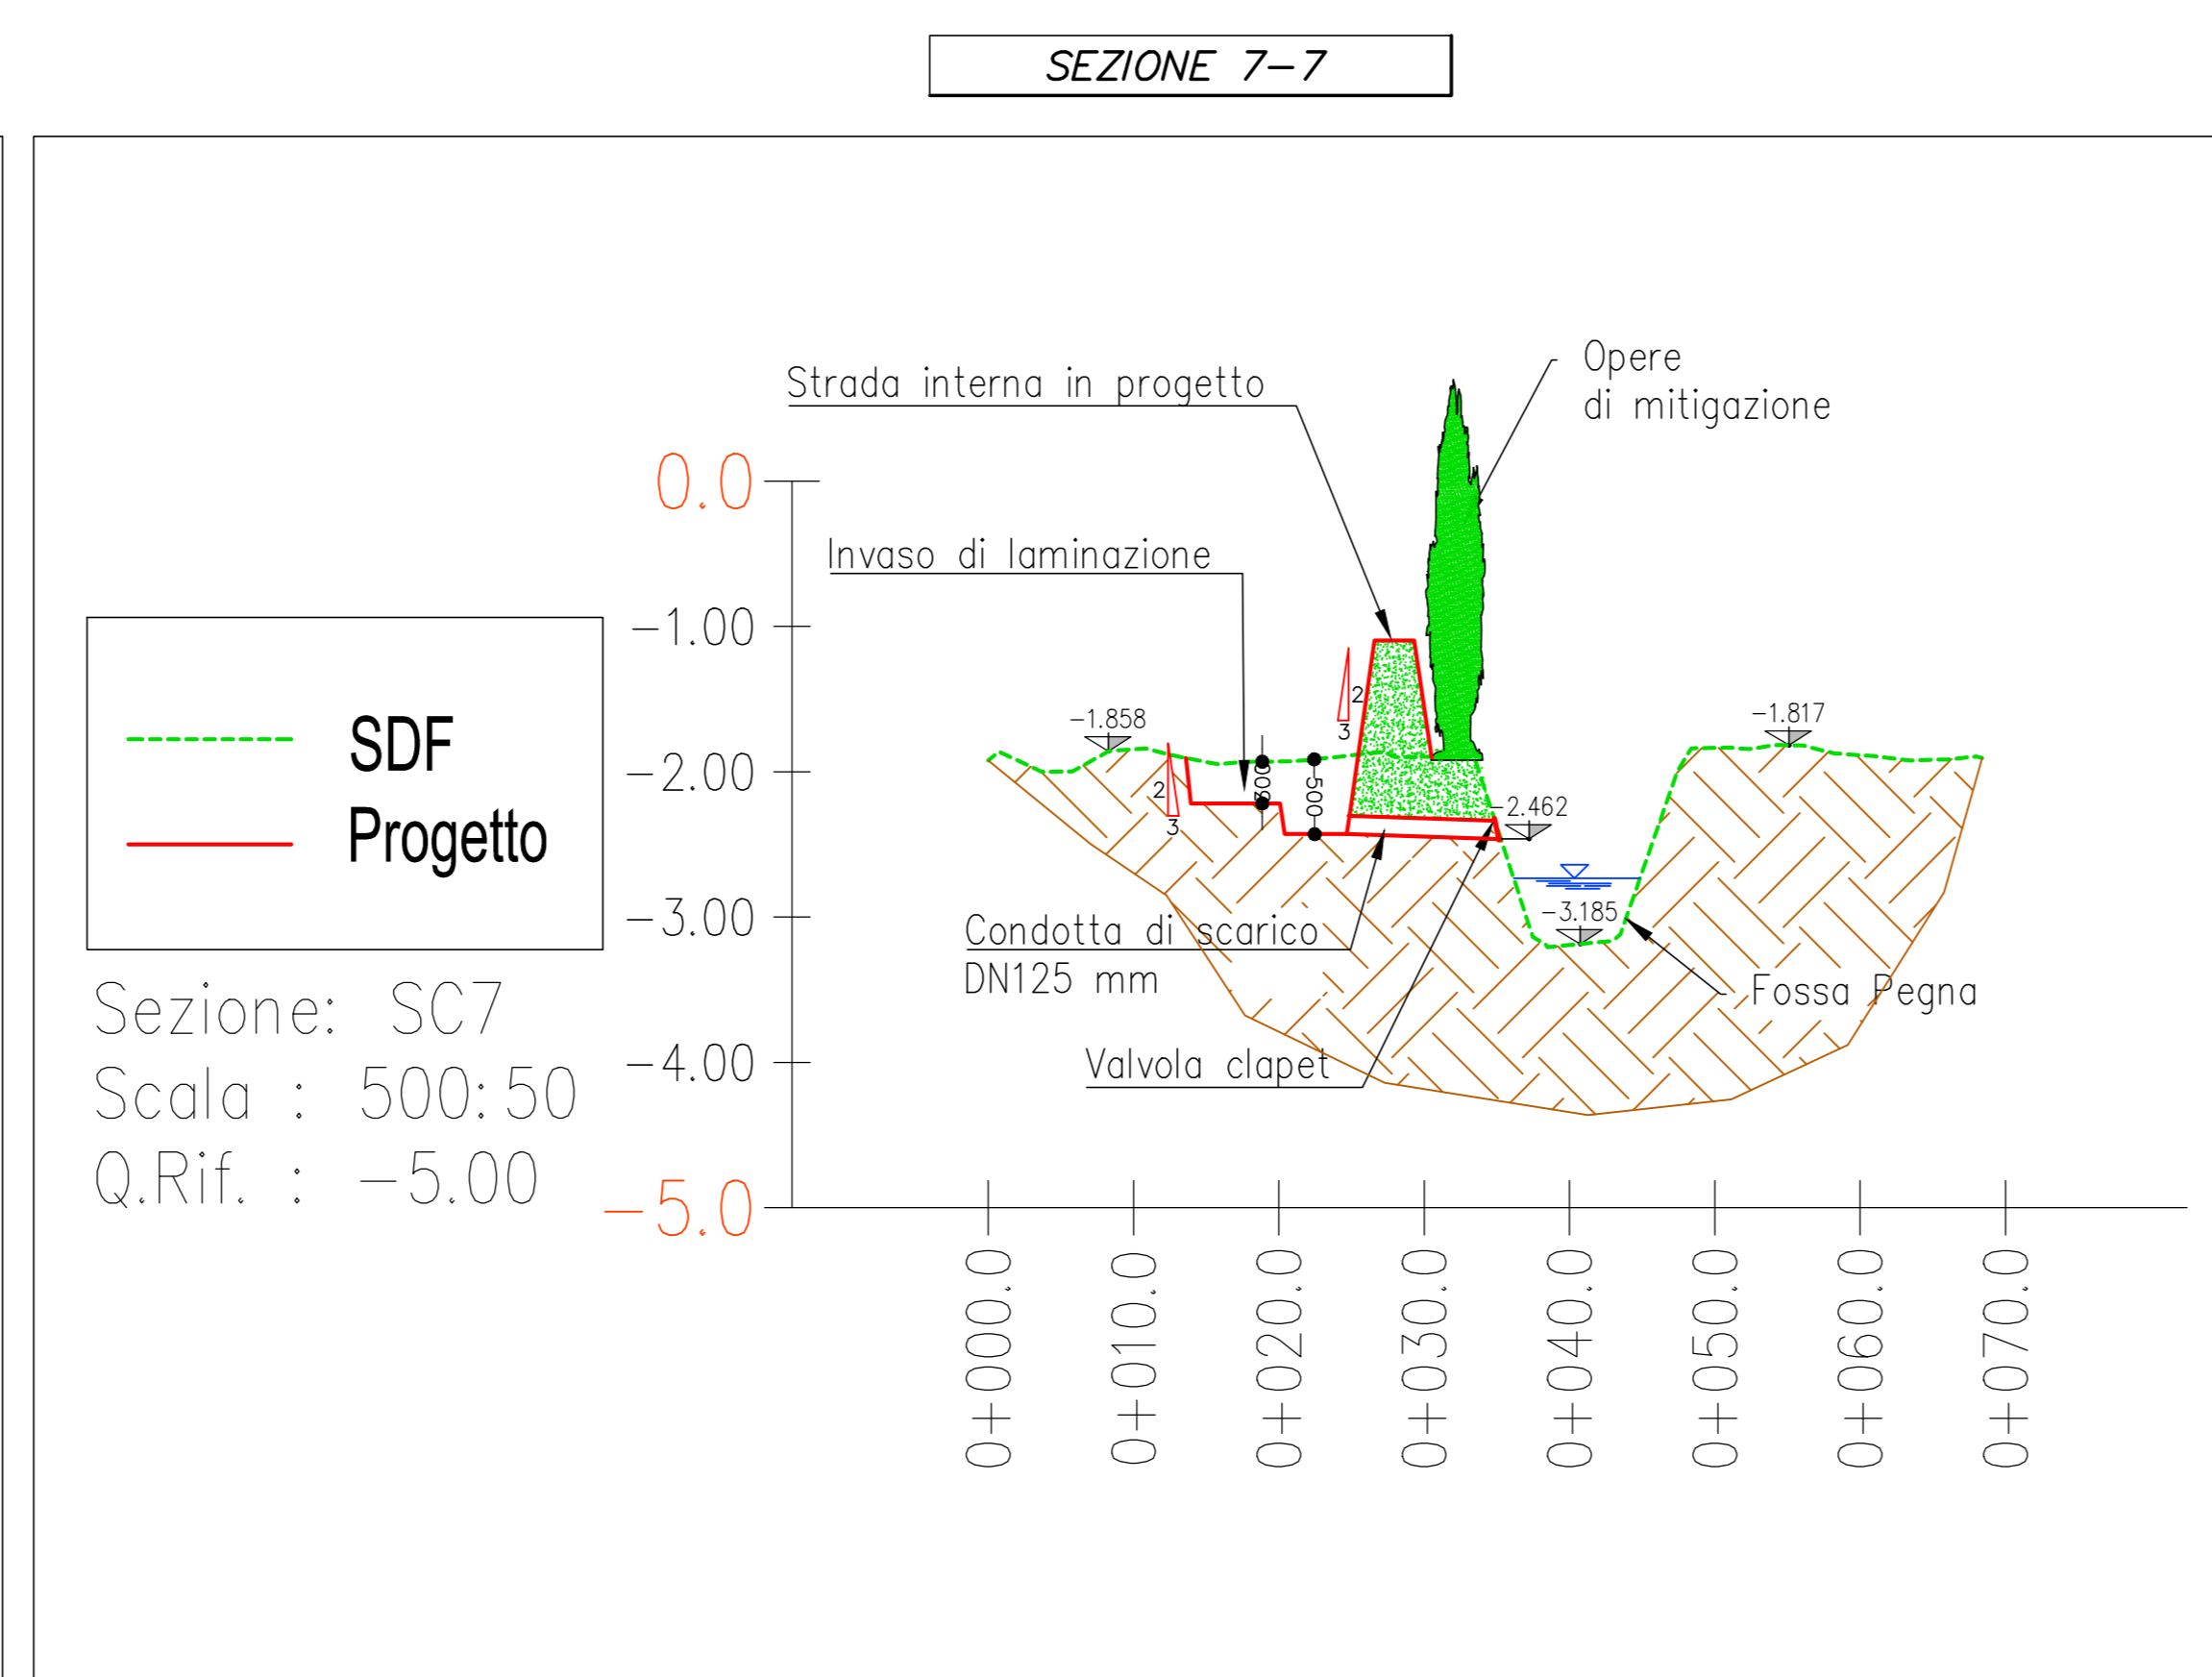 SEZIONE 7-7
Opere
di mitigazione
Strada interna in progetto
0.0
Invaso di laminazione
-1.00
2
3
-1.858
-1.817
SDF
-2.00
2
3
500
-2.462
Progetto
-3.00
-3.185
Condotta di scarico
DN125 mm
Fossa Pegna
Sezione: SC7
-4.00
Valvola clapet
Scala : 500:50
Q.Rif. : -5.00
-5.0
0+000.0
0+010.0
0+020.0
0+030.0
0+040.0
0+050.0
0+060.0
0+070.0